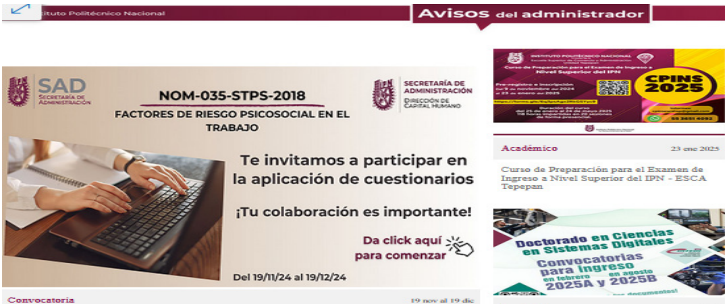 ituto Politécnico Nacional
Avisos del administrador
SAD
SECRETARÍA DE
ADMINISTRACIÓN
NOM-035-STPS-2018
FACTORES DE RIESGO PSICOSOCIAL EN EL
TRABAJO
SECRETARÍA DE
ADMINISTRACIÓN
DIRECCIÓN DE
CAPITAL HUMANO
Te invitamos a participar en
la aplicación de cuestionarios
¡Tu colaboración es importante!
Da click aquí
para comenzar
Del 19/11/24 al 19/12/24
Convocatoria
19 nov al 19 dic
INSTITUTO POLITÉCNICO NACIONAL
Curso de Preparación para el Examen de Ingreso a
Nivel Superior del IPN
CPINS
2025
Académico
23 ene 2025
Curso de Preparación para el Examen de
Ingreso a Nivel Superior del IPN - ESCA
Tepepan
Doctorado en Ciencias
en Sistemas Digitales
Convocatorias
para ingreso
en febrero en agosto
2025A y 2025B